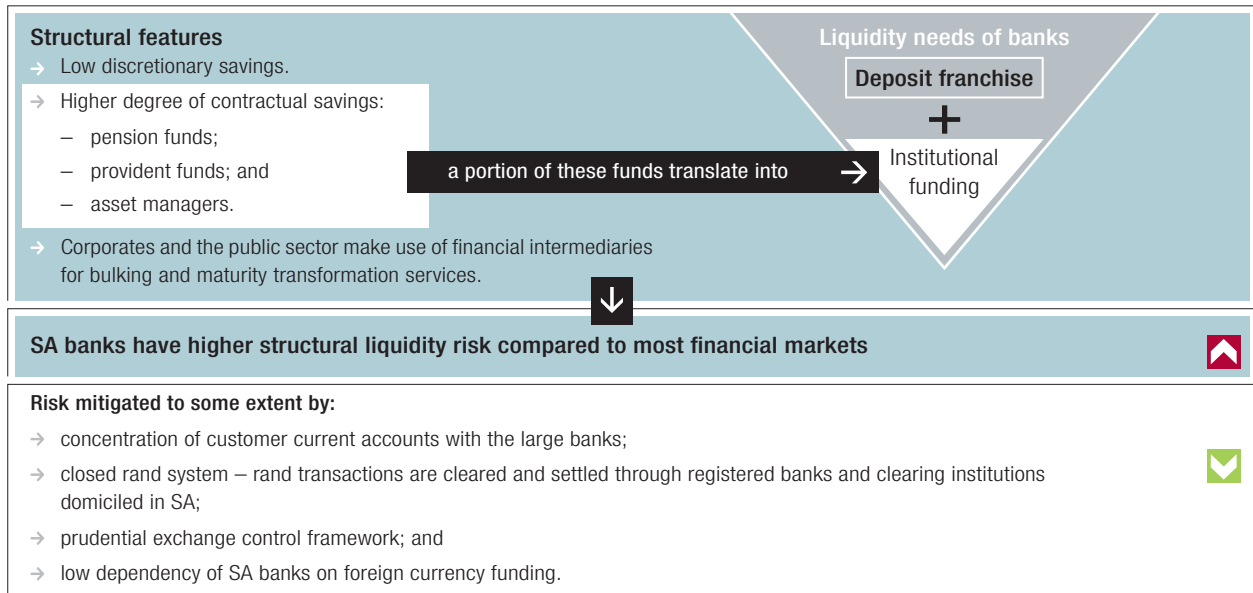 Structural features
→ Low discretionary savings.
→ Higher degree of contractual savings:
– pension funds;
– provident funds; and
– asset managers.
a portion of these funds translate into →
Liquidity needs of banks
Deposit franchise
+
Institutional
funding
→ Corporates and the public sector make use of financial intermediaries
for bulking and maturity transformation services.
SA banks have higher structural liquidity risk compared to most financial markets
Risk mitigated to some extent by:
→ concentration of customer current accounts with the large banks;
→ closed rand system – rand transactions are cleared and settled through registered banks and clearing institutions
domiciled in SA;
→ prudential exchange control framework; and
→ low dependency of SA banks on foreign currency funding.